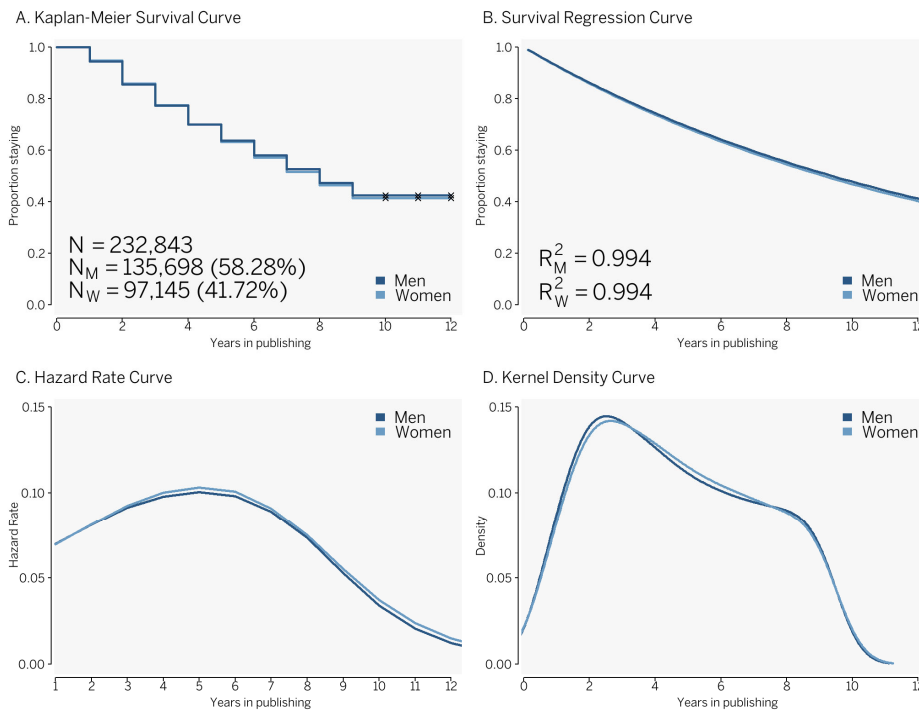 A. Kaplan-Meier Survival Curve
1.0
0.8
0.6
0.4
0.2
0.0
Proportion staying
N = 232,843
N_M = 135,698 (58.28%)
N_W = 97,145 (41.72%)
Men
Women
0 2 4 6 8 10 12
Years in publishing
B. Survival Regression Curve
1.0
0.8
0.6
0.4
0.2
0.0
Proportion staying
R²_M = 0.994
R²_W = 0.994
Men
Women
0 2 4 6 8 10
Years in publishing
C. Hazard Rate Curve
0.15
0.10
0.05
0.00
Hazard Rate
Men
Women
1 2 3 4 5 6 7 8 9 10 11 12
Years in publishing
D. Kernel Density Curve
0.15
0.10
0.05
0.00
Density
Men
Women
0 2 4 6 8 10
Years in publishing